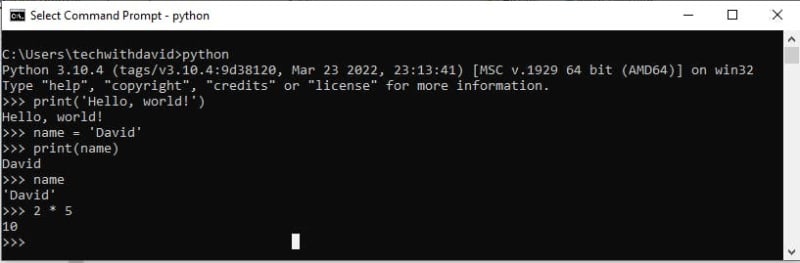 Select Command Prompt - python
C:\Users\techwithdavid>python
Python 3.10.4 (tags/v3.10.4:9d38120, Mar 23 2022, 23:13:41) [MSC v.1929 64 bit (AMD64)] on win32
Type "help", "copyright", "credits" or "license" for more information.
>>> print('Hello, world!')
Hello, world!
>>> name = 'David'
>>> print(name)
David
>>> name
'David'
>>> 2 * 5
10
>>>